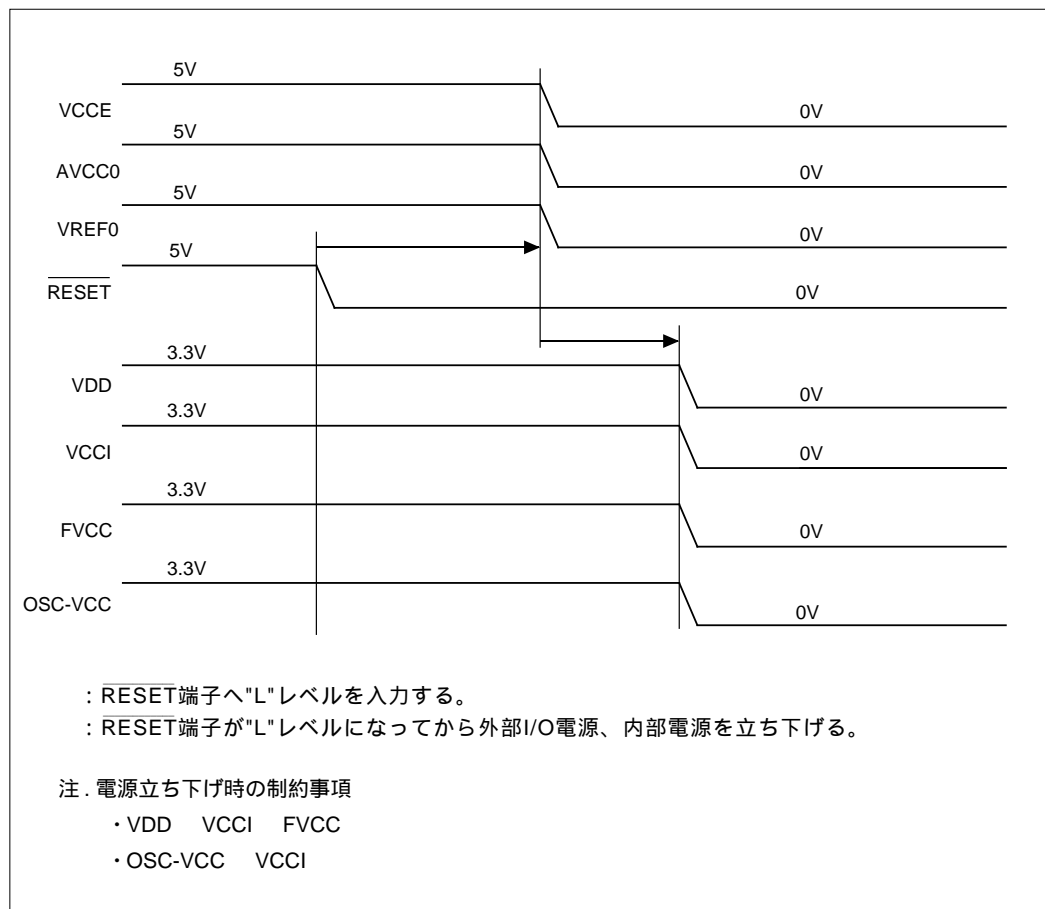 5V
VCCE
0V
5V
AVCC0
0V
5V
VREF0
0V
5V
RESET
0V
3.3V
VDD
0V
3.3V
VCCI
0V
3.3V
FVCC
0V
3.3V
OSC-VCC
0V
：RESET端子へ"L"レベルを入力する。
：RESET端子が"L"レベルになってから外部I/O電源、内部電源を立ち下げる。
注．電源立ち下げ時の制約事項
・VDD　VCCI　FVCC
・OSC-VCC　VCCI